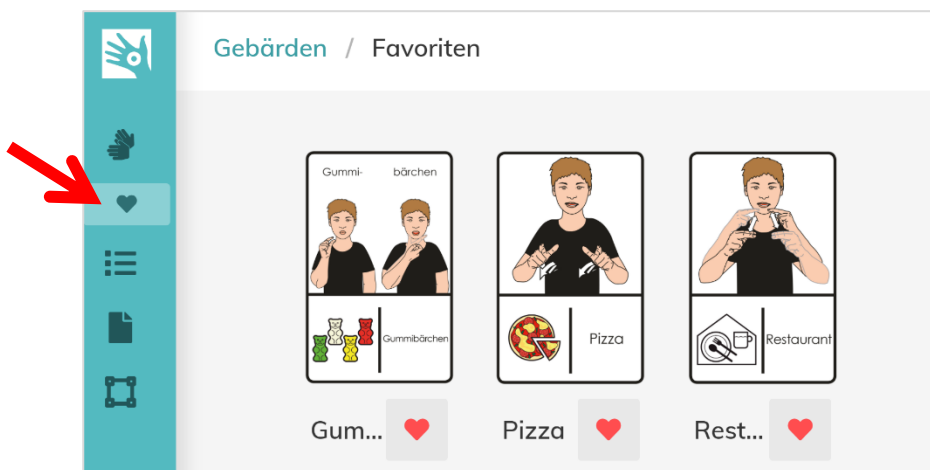 Gebärden / Favoriten
Gummi- bärchen
Gummibärchen
Pizza
Restaurant
Gum...
Pizza
Rest...